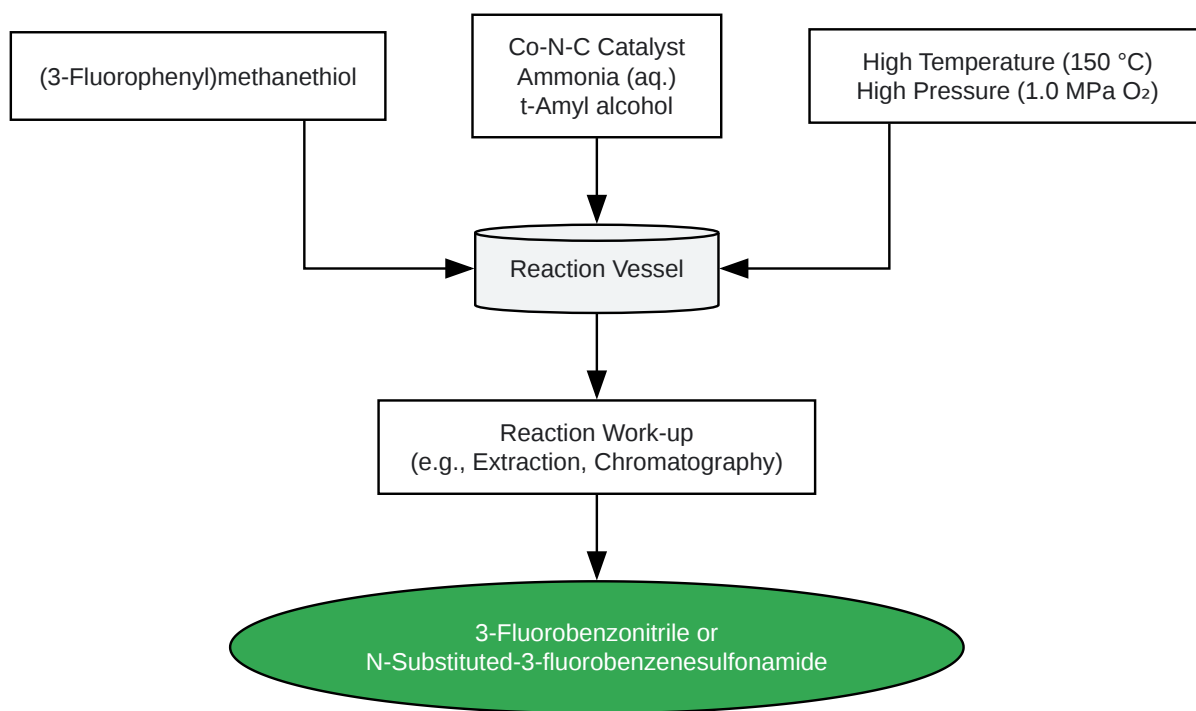 (3-Fluorophenyl)methanethiol
Co-N-C Catalyst
Ammonia (aq.)
t-Amyl alcohol
High Temperature (150 °C)
High Pressure (1.0 MPa O₂)
Reaction Vessel
Reaction Work-up
(e.g., Extraction, Chromatography)
3-Fluorobenzonitrile or
N-Substituted-3-fluorobenzenesulfonamide